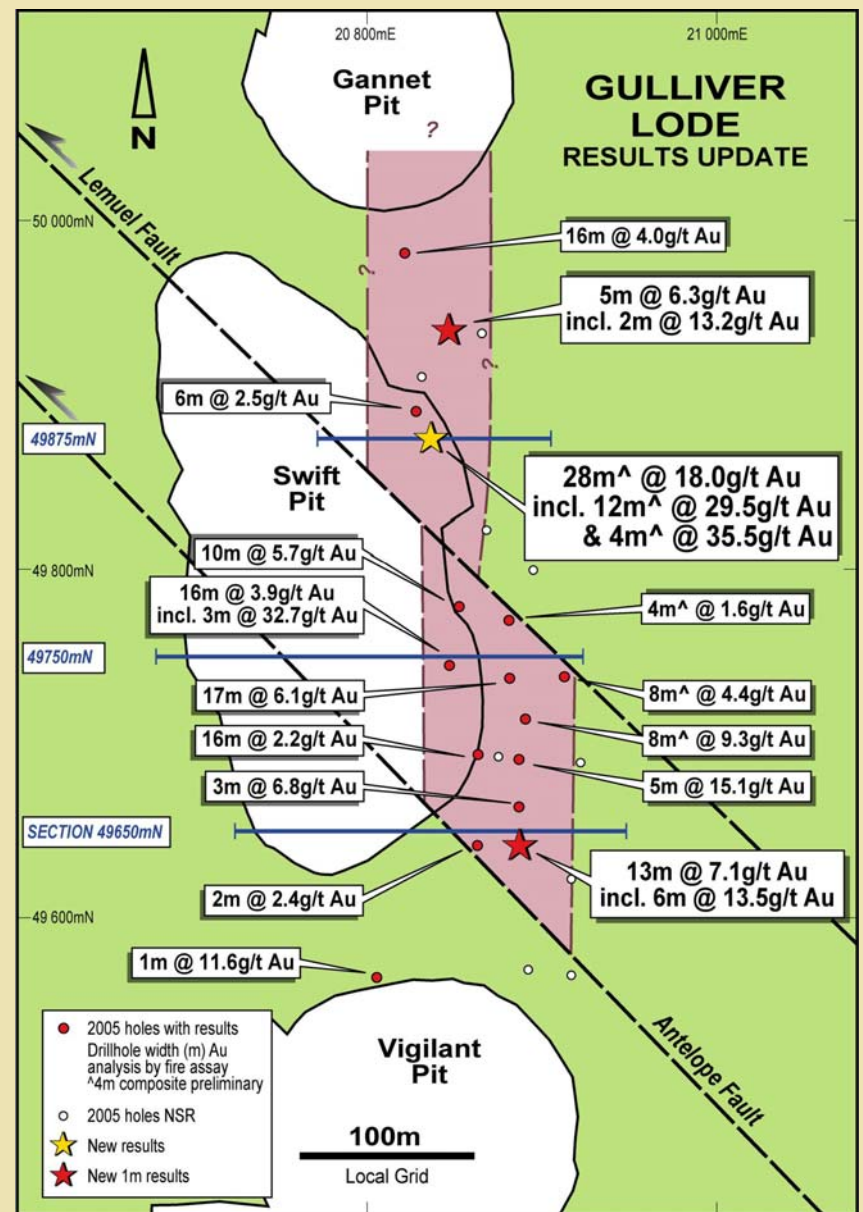 20 800mE
21 000mE
Gannet
Pit
GULLIVER
LODE
RESULTS UPDATE
N
?
Lemuel Fault
50 000mN
16m @ 4.0g/t Au
?
5m @ 6.3g/t Au
incl. 2m @ 13.2g/t Au
?
6m @ 2.5g/t Au
49875mN
Swift
Pit
28m^ @ 18.0g/t Au
incl. 12m^ @ 29.5g/t Au
& 4m^ @ 35.5g/t Au
10m @ 5.7g/t Au
49 800mN
16m @ 3.9g/t Au
incl. 3m @ 32.7g/t Au
4m^ @ 1.6g/t Au
49750mN
17m @ 6.1g/t Au
8m^ @ 4.4g/t Au
16m @ 2.2g/t Au
8m^ @ 9.3g/t Au
3m @ 6.8g/t Au
5m @ 15.1g/t Au
SECTION 49650mN
13m @ 7.1g/t Au
incl. 6m @ 13.5g/t Au
2m @ 2.4g/t Au
49 600mN
1m @ 11.6g/t Au
Antelope Fault
Vigilant
Pit
2005 holes with results
Drillhole width (m) Au
analysis by fire assay
^4m composite preliminary
2005 holes NSR
New results
New 1m results
100m
Local Grid